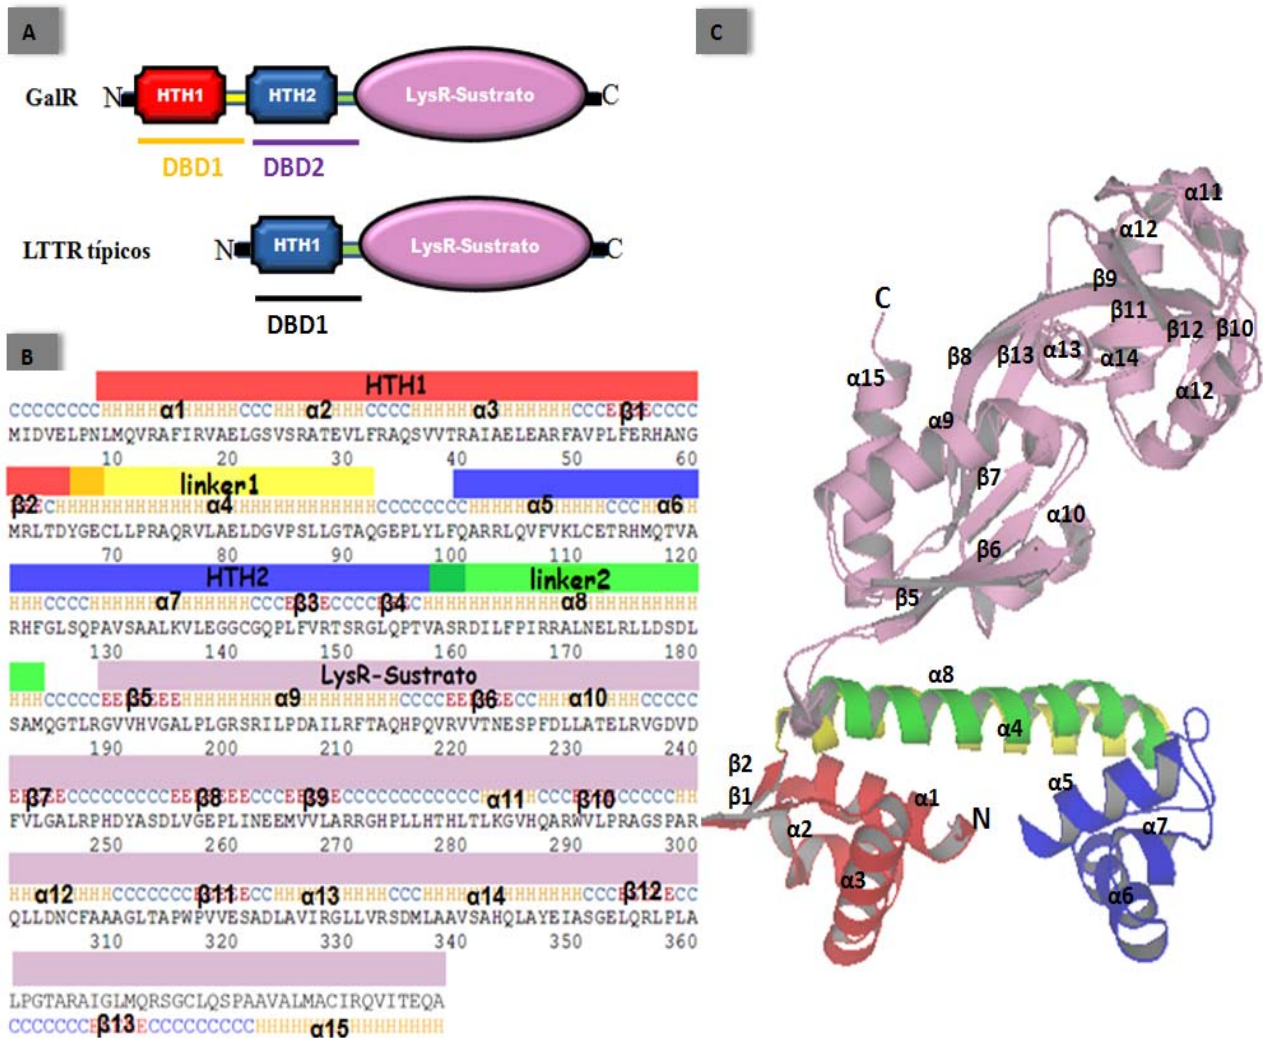 A
GalR N HTH1 HTH2 LysR-Sustrato C
DBD1 DBD2
LTTR típicos N HTH1 LysR-Sustrato C
DBD1
B
HTH1
α1 α2 α3 β1
MIDVELPNLMQVRAFIRVAELGSVSRATEVLFRAQSVVTRAIAELEARFAVPLFERHANG
10 20 30 40 50 60
linker1
β2 α4 α5 α6
MRLTDYGECLLPRAQRVLAELDGVPSLLGTAQGEPLYLFQARRLQVFVKLCETRHMQTVA
70 80 90 100 110 120
HTH2 linker2
α7 β3 β4 α8
RHFGLSQPAVSAALKVLEGGCGQPLFVRTSRGLQPTVASRDILFPIRRALNELRLLDSDL
130 140 150 160 170 180
LysR-Sustrato
β5 α9 β6 α10
SAMQGTLRGVVHVGALPLGRSRILPDAILRFTAQHPQVRVVTNESPFDLLATELRVGDVD
190 200 210 220 230 240
β7 β8 β9 α11 β10
FVLGALRPHDYASDLVGEPLINEEMVVLARRGHPLLHTHLTLKGVHQARWVLPRAGSPAR
250 260 270 280 290 300
α12 β11 α13 α14 β12
QLLDNCFAAAGLTAPWPVVESADLAVIRGLLVRSDMLAAVSAHQLAYEIASGELQRLPLA
310 320 330 340 350 360
LPGTARAIGLMQRSGCLQSPAAVALMACIRQVITEQA
β13 α15
C
α11
α12
β9
C
β11
β12 β10
β8 β13 α13 α14
α15
α12
α9
β7
α10
β6
β5
α8
α4
β2
α5
β1 α1
N
α2 α7
α3
α6